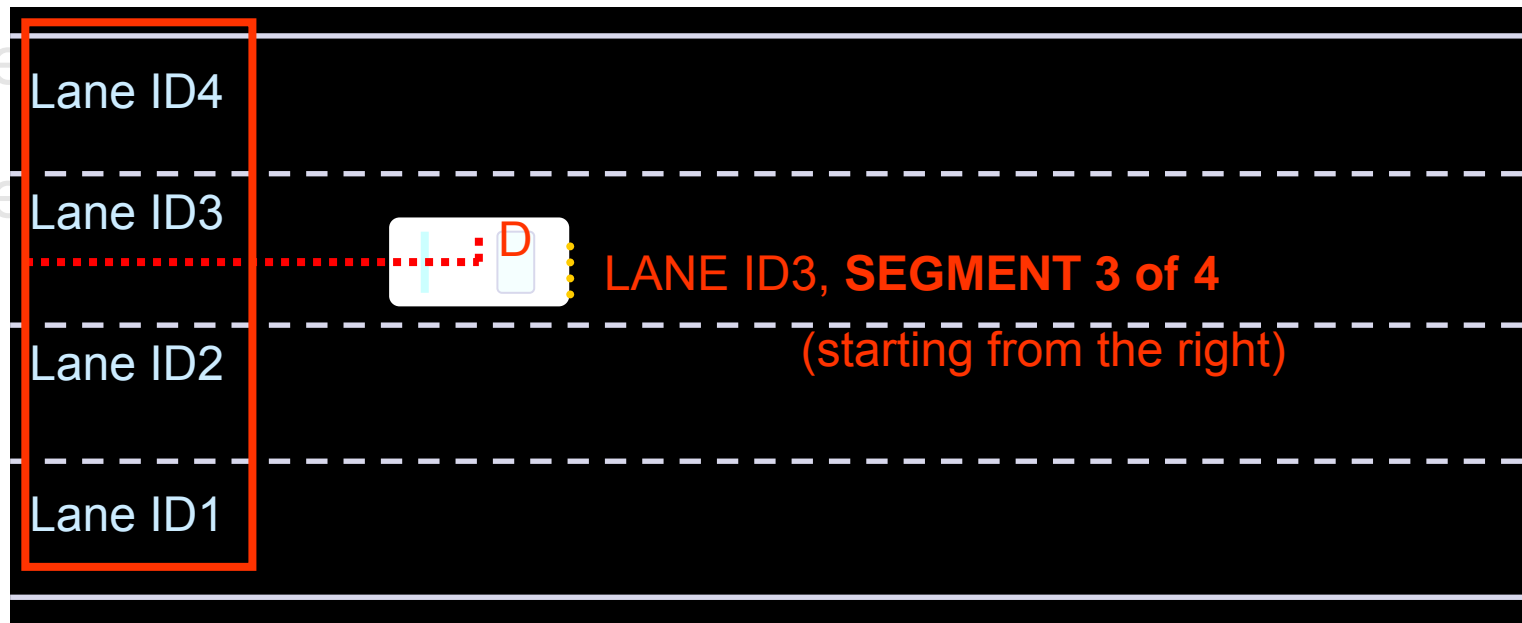 Lane ID4
Lane ID3
D
LANE ID3, SEGMENT 3 of 4
(starting from the right)
Lane ID2
Lane ID1